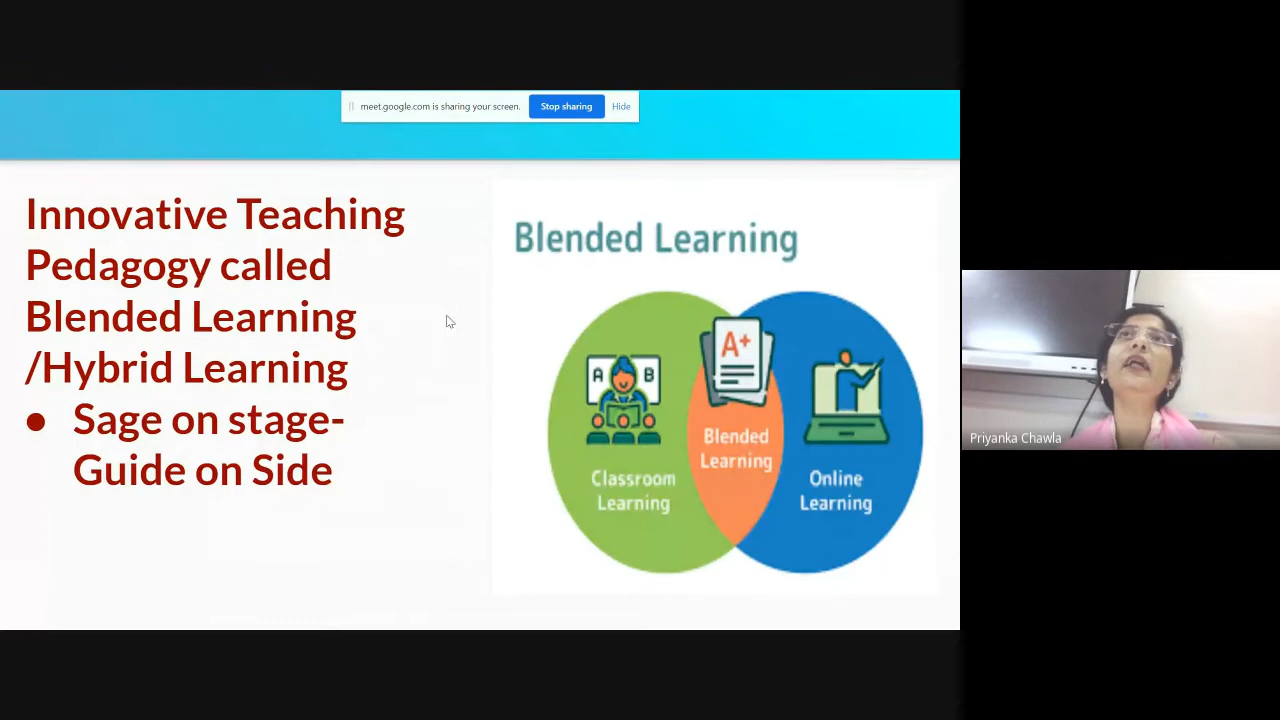 meet.google.com is sharing your screen. Stop sharing Hide
Innovative Teaching
Pedagogy called
Blended Learning
/Hybrid Learning
● Sage on stage-
Guide on Side
Blended Learning
A B
A+
Blended
Learning
Classroom
Learning
Online
Learning
Priyanka Chawla